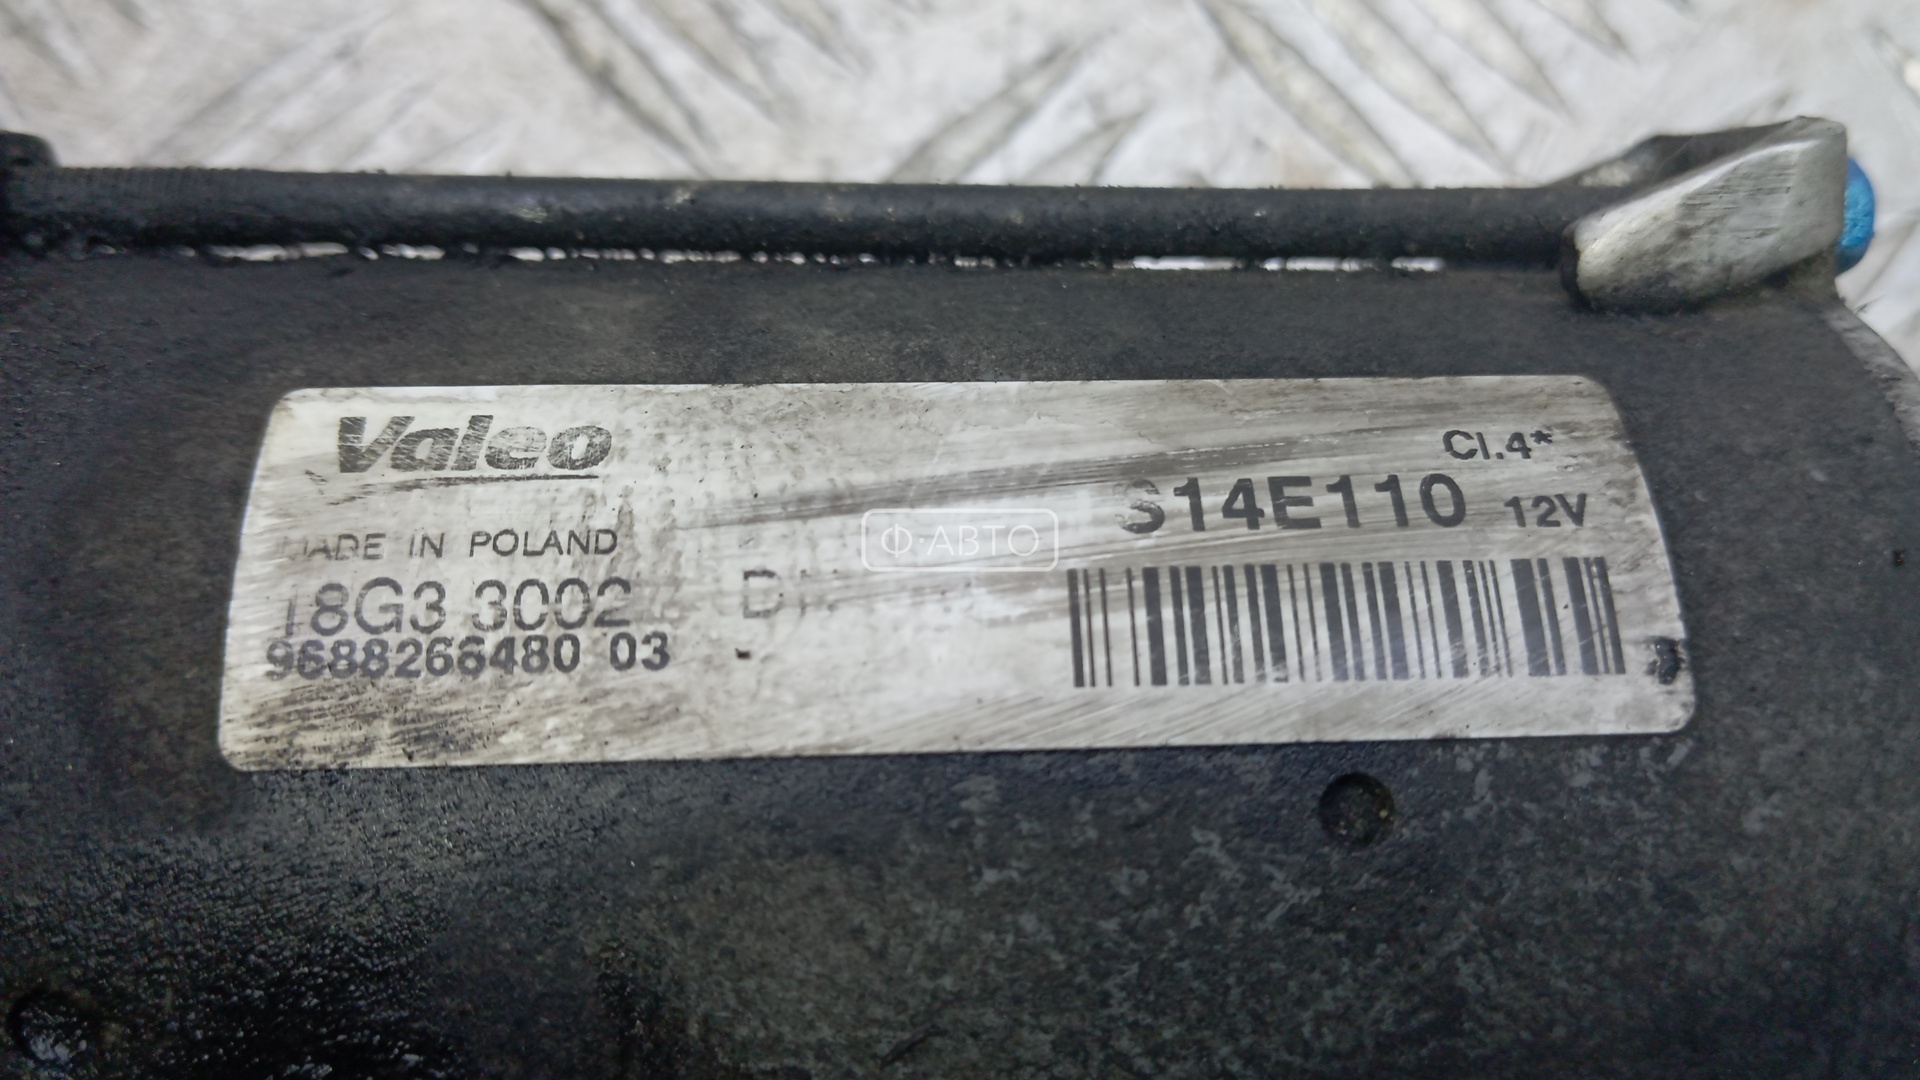 Valeo
Cl.4*
S14E110 12V
MADE IN POLAND
18G3 3002
9688266480 03
Ф·АВТО